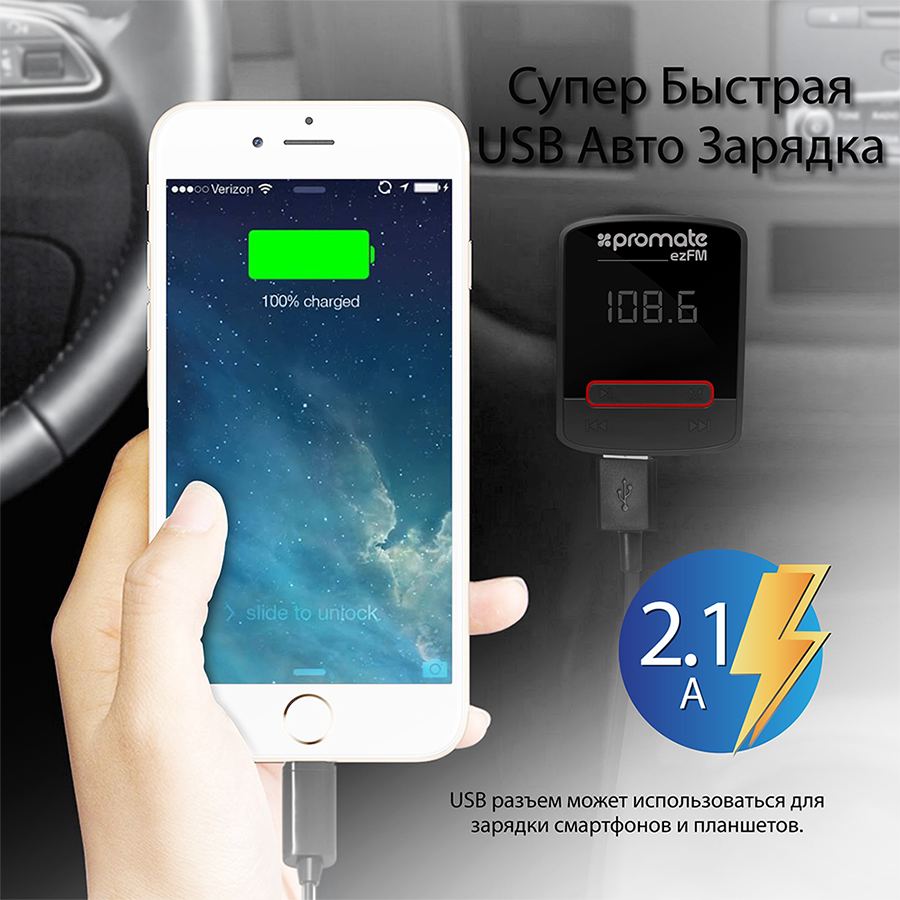 Супер Быстрая
USB Авто Зарядка
Verizon
100% charged
slide to unlock
promate
ezFM
108.6
2.1
A
USB разъем может использоваться для
зарядки смартфонов и планшетов.